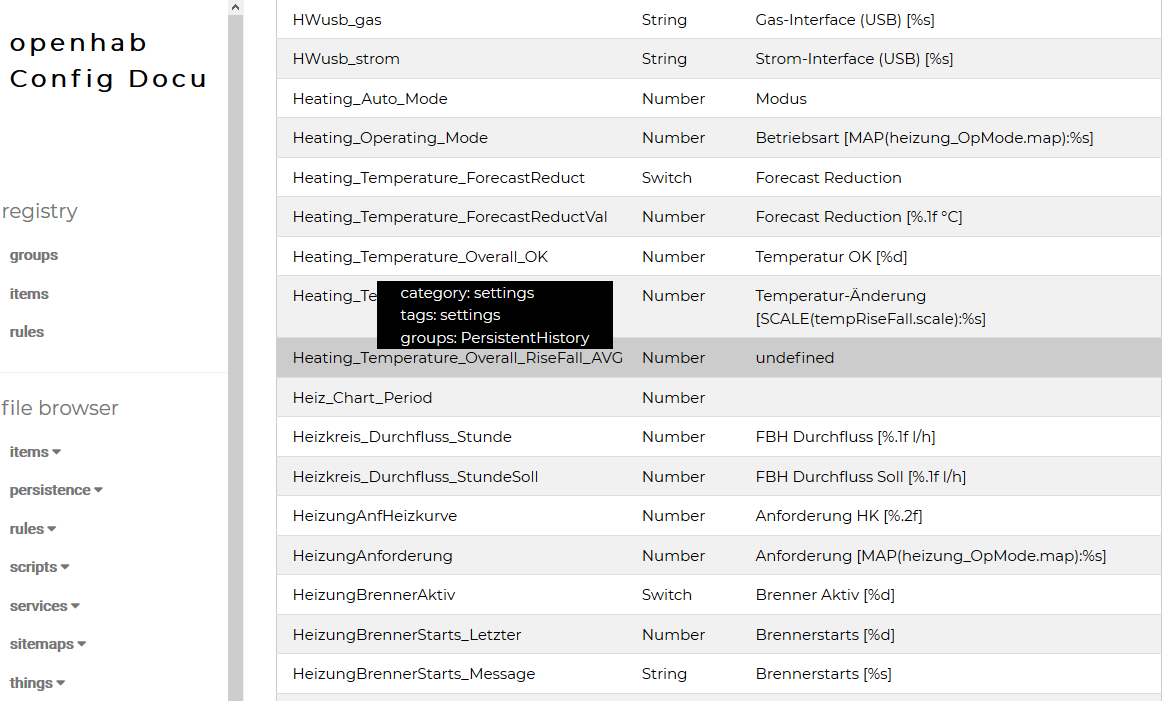 openhab
Config Docu
registry
groups
items
rules
file browser
items
persistence
rules
scripts
services
sitemaps
things
HWusb_gas String Gas-Interface (USB) [%s]
HWusb_strom String Strom-Interface (USB) [%s]
Heating_Auto_Mode Number Modus
Heating_Operating_Mode Number Betriebsart [MAP(heizung_OpMode.map):%s]
Heating_Temperature_ForecastReduct Switch Forecast Reduction
Heating_Temperature_ForecastReductVal Number Forecast Reduction [%.1f °C]
Heating_Temperature_Overall_OK Number Temperatur OK [%d]
Heating_Te Number Temperatur-Änderung
[SCALE(tempRiseFall.scale):%s]
category: settings
tags: settings
groups: PersistentHistory
Heating_Temperature_Overall_RiseFall_AVG Number undefined
Heiz_Chart_Period Number
Heizkreis_Durchfluss_Stunde Number FBH Durchfluss [%.1f l/h]
Heizkreis_Durchfluss_StundeSoll Number FBH Durchfluss Soll [%.1f l/h]
HeizungAnfHeizkurve Number Anforderung HK [%.2f]
HeizungAnforderung Number Anforderung [MAP(heizung_OpMode.map):%s]
HeizungBrennerAktiv Switch Brenner Aktiv [%d]
HeizungBrennerStarts_Letzter Number Brennerstarts [%d]
HeizungBrennerStarts_Message String Brennerstarts [%s]